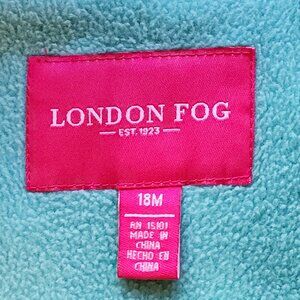 LONDON FOG
EST. 1923
18M
RN 15101
MADE IN
CHINA
HECHO EN
CHINA